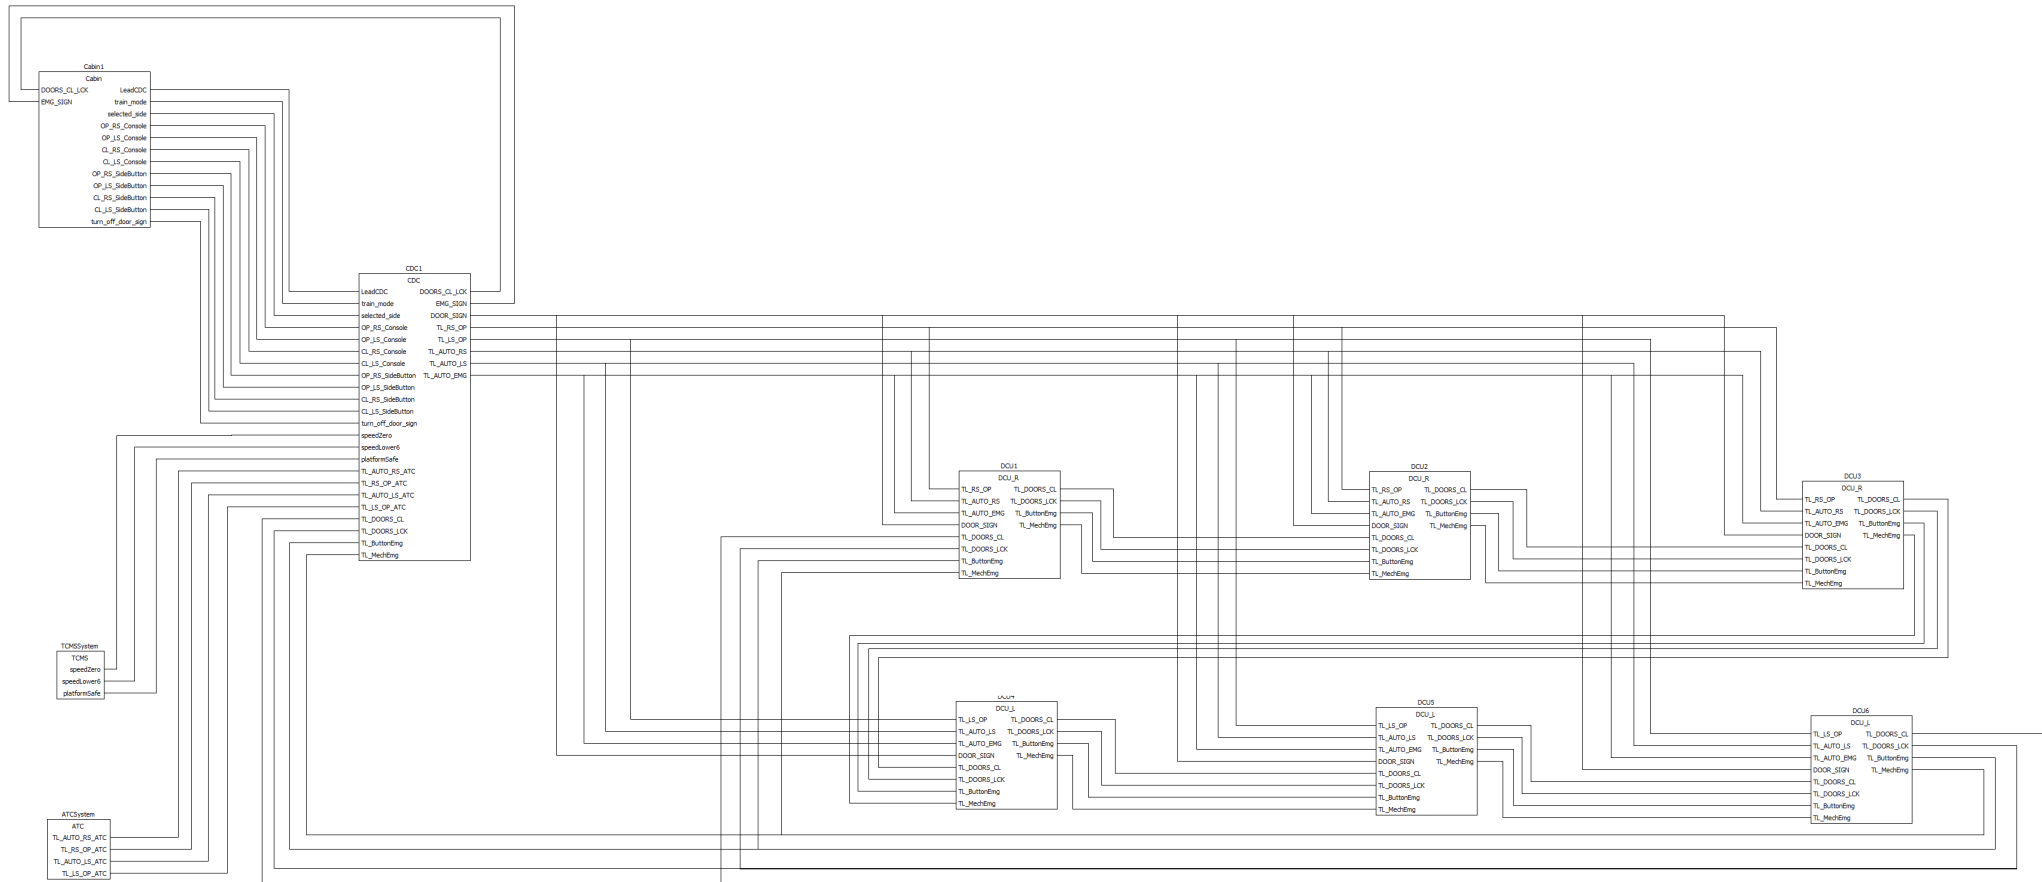 Cabin1
Cabin
DOORS_CL_LCK LeadCDC
EMG_SIGN train_mode
selected_side
OP_RS_Console
OP_LS_Console
CL_RS_Console
CL_LS_Console
OP_RS_SideButton
OP_LS_SideButton
CL_RS_SideButton
CL_LS_SideButton
turn_off_door_sign
CDC1
CDC
LeadCDC DOORS_CL_LCK
train_mode EMG_SIGN
selected_side DOOR_SIGN
OP_RS_Console TL_RS_OP
OP_LS_Console TL_LS_OP
CL_RS_Console TL_AUTO_RS
CL_LS_Console TL_AUTO_LS
OP_RS_SideButton TL_AUTO_EMG
OP_LS_SideButton
CL_RS_SideButton
CL_LS_SideButton
turn_off_door_sign
speedZero
speedLower6
platformSafe
TL_AUTO_RS_ATC
TL_RS_OP_ATC
TL_AUTO_LS_ATC
TL_LS_OP_ATC
TL_DOORS_CL
TL_DOORS_LCK
TL_ButtonEmg
TL_MechEmg
DCU1
DCU_R
TL_RS_OP TL_DOORS_CL
TL_AUTO_RS TL_DOORS_LCK
TL_AUTO_EMG TL_ButtonEmg
DOOR_SIGN TL_MechEmg
TL_DOORS_CL
TL_DOORS_LCK
TL_ButtonEmg
TL_MechEmg
DCU2
DCU_R
TL_RS_OP TL_DOORS_CL
TL_AUTO_RS TL_DOORS_LCK
TL_AUTO_EMG TL_ButtonEmg
DOOR_SIGN TL_MechEmg
TL_DOORS_CL
TL_DOORS_LCK
TL_ButtonEmg
TL_MechEmg
DCU3
DCU_R
TL_RS_OP TL_DOORS_CL
TL_AUTO_RS TL_DOORS_LCK
TL_AUTO_EMG TL_ButtonEmg
DOOR_SIGN TL_MechEmg
TL_DOORS_CL
TL_DOORS_LCK
TL_ButtonEmg
TL_MechEmg
TCMSSystem
TCMS
speedZero
speedLower6
platformSafe
DCU4
DCU_L
TL_LS_OP TL_DOORS_CL
TL_AUTO_LS TL_DOORS_LCK
TL_AUTO_EMG TL_ButtonEmg
DOOR_SIGN TL_MechEmg
TL_DOORS_CL
TL_DOORS_LCK
TL_ButtonEmg
TL_MechEmg
DCU5
DCU_L
TL_LS_OP TL_DOORS_CL
TL_AUTO_LS TL_DOORS_LCK
TL_AUTO_EMG TL_ButtonEmg
DOOR_SIGN TL_MechEmg
TL_DOORS_CL
TL_DOORS_LCK
TL_ButtonEmg
TL_MechEmg
DCU6
DCU_L
TL_LS_OP TL_DOORS_CL
TL_AUTO_LS TL_DOORS_LCK
TL_AUTO_EMG TL_ButtonEmg
DOOR_SIGN TL_MechEmg
TL_DOORS_CL
TL_DOORS_LCK
TL_ButtonEmg
TL_MechEmg
ATCSystem
ATC
TL_AUTO_RS_ATC
TL_RS_OP_ATC
TL_AUTO_LS_ATC
TL_LS_OP_ATC